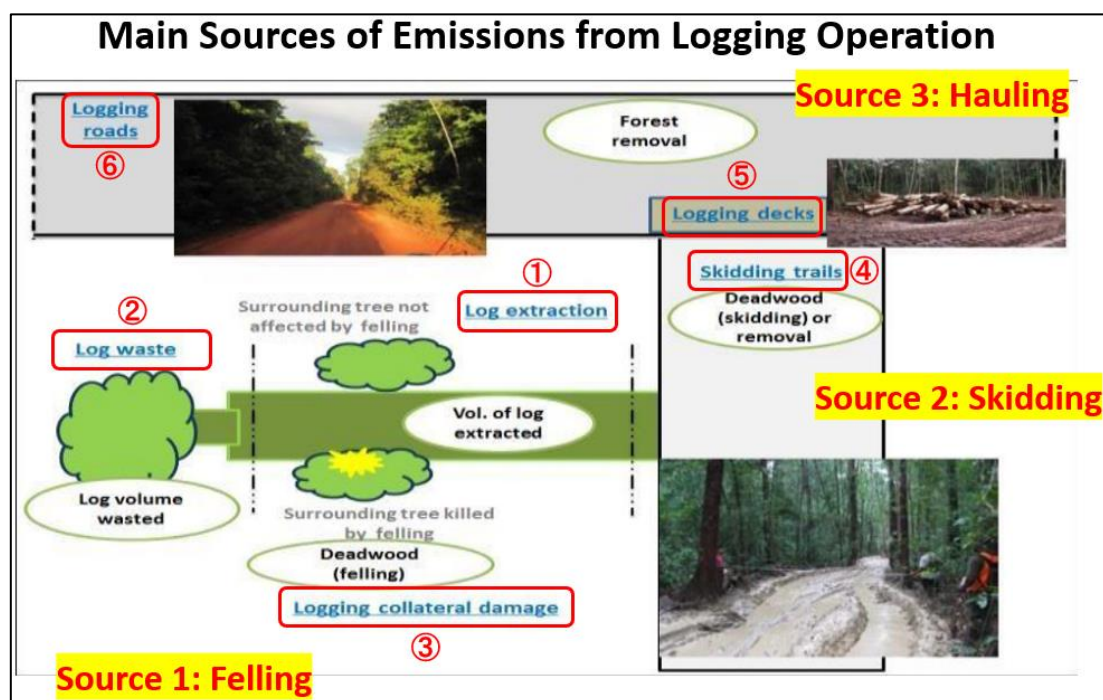 Main Sources of Emissions from Logging Operation
Source 3: Hauling
Logging
roads
⑥
Forest
removal
⑤
Logging decks
Skidding trails
④
Deadwood
(skidding) or
removal
①
Log extraction
Surrounding tree not
affected by felling
②
Log waste
Vol. of log
extracted
Source 2: Skidding
Log volume
wasted
Surrounding tree killed
by felling
Deadwood
(felling)
Logging collateral damage
③
Source 1: Felling